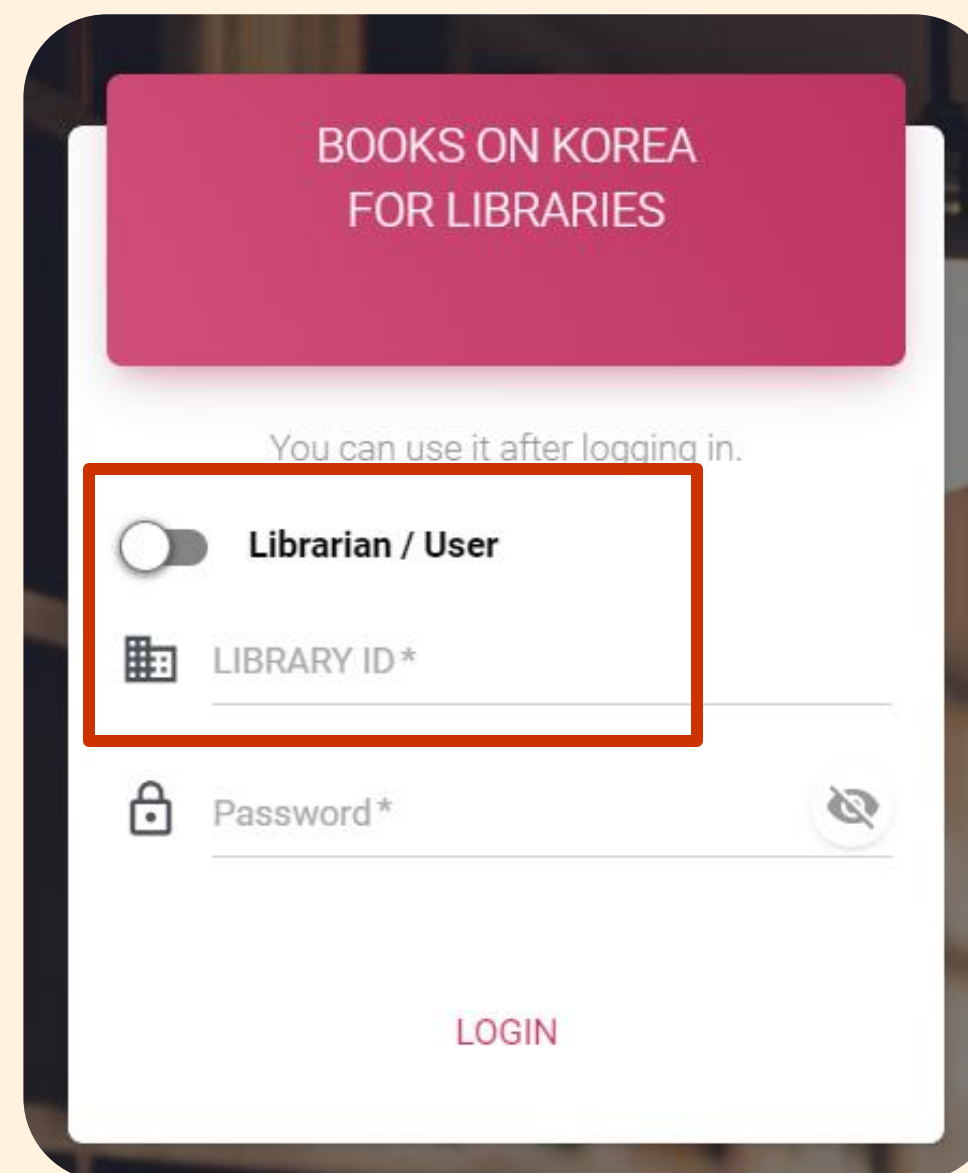 BOOKS ON KOREA
FOR LIBRARIES
You can use it after logging in.
Librarian / User
LIBRARY ID*
Password*
LOGIN